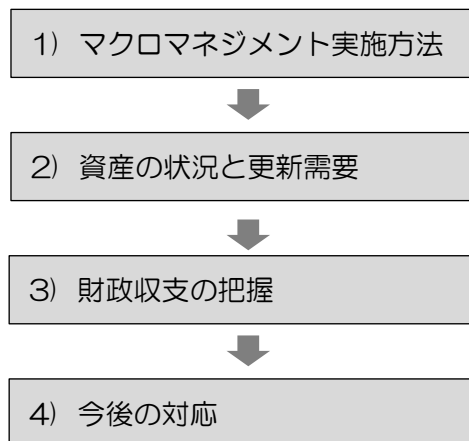 1) マクロマネジメント実施方法
2) 資産の状況と更新需要
3) 財政収支の把握
4) 今後の対応